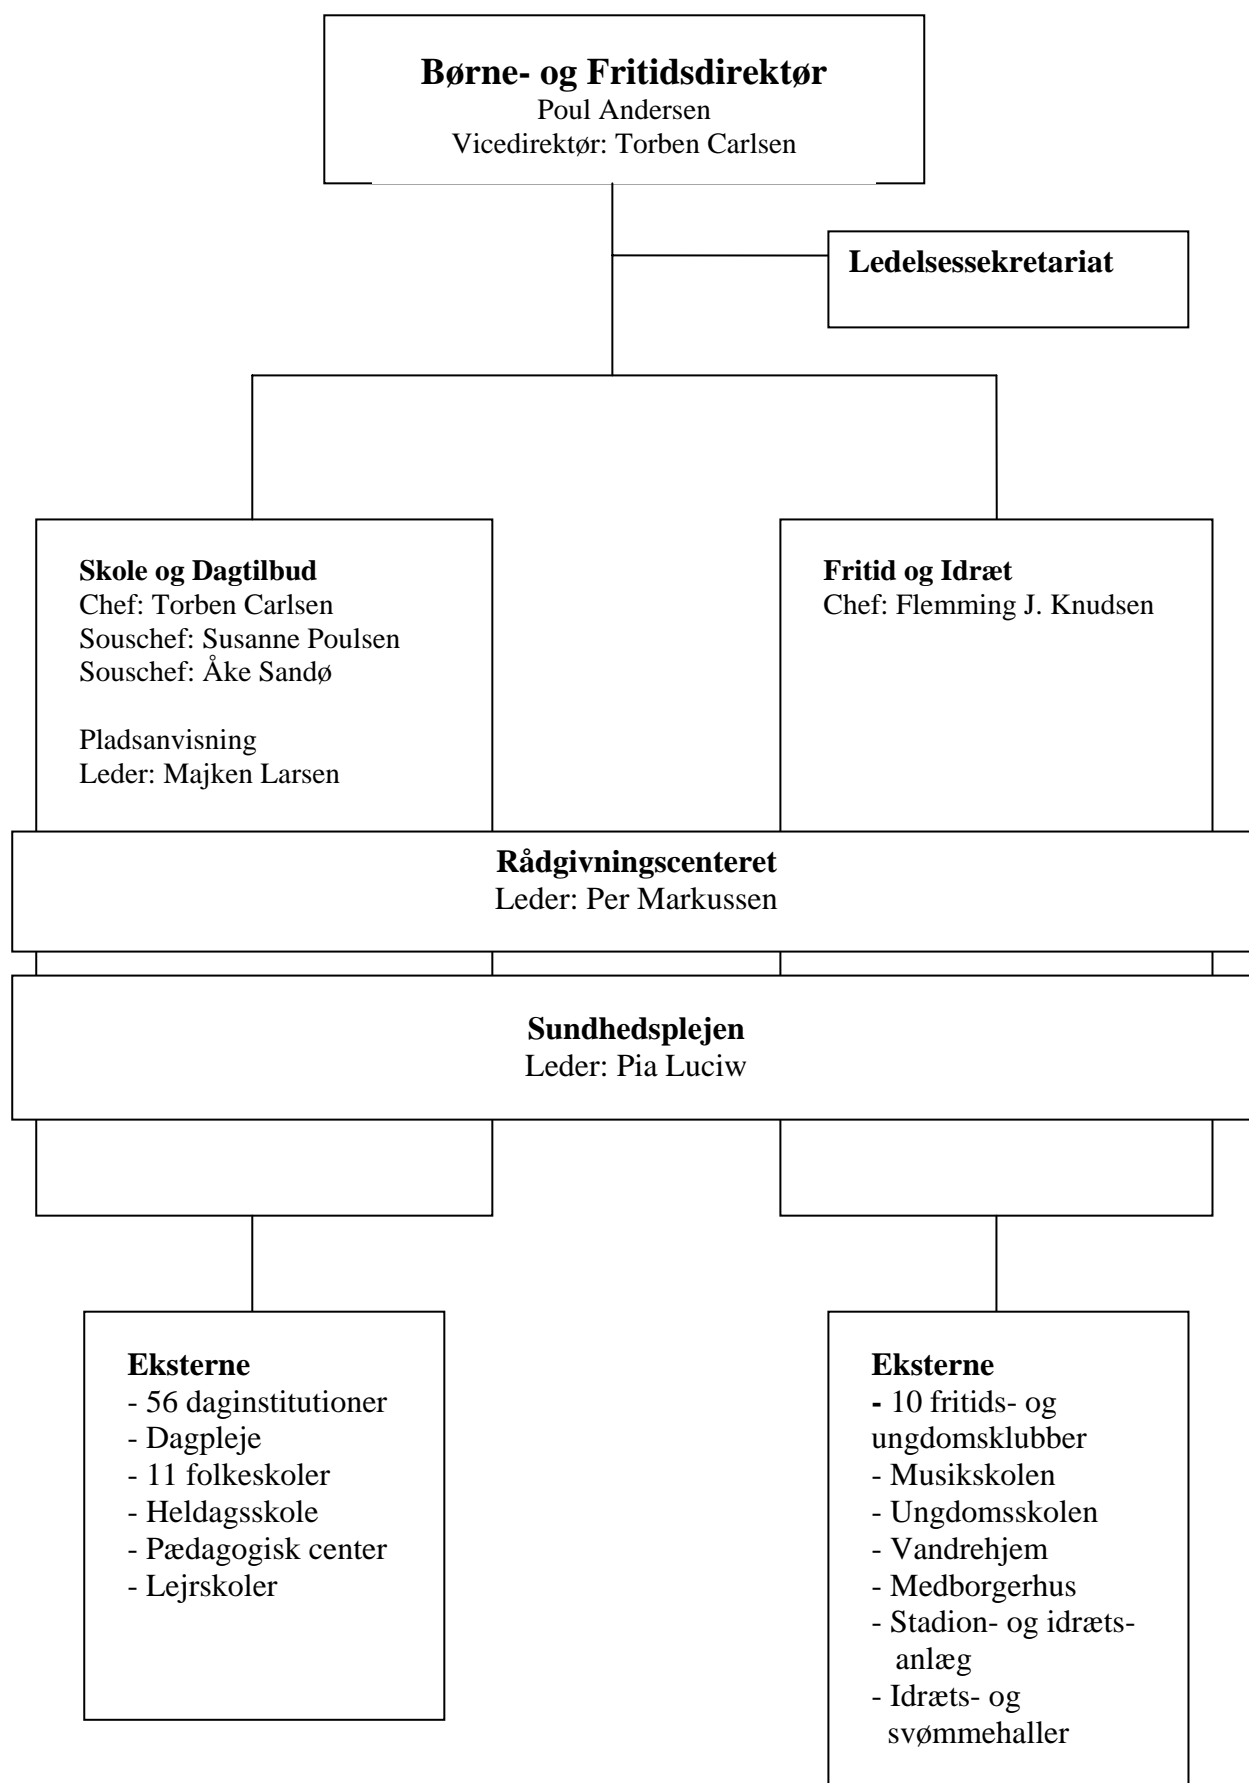 Børne- og Fritidsdirektør
Poul Andersen
Vicedirektør: Torben Carlsen
Ledelsessekretariat
Skole og Dagtilbud
Chef: Torben Carlsen
Souschef: Susanne Poulsen
Souschef: Åke Sandø
Pladsanvisning
Leder: Majken Larsen
Fritid og Idræt
Chef: Flemming J. Knudsen
Rådgivningscenteret
Leder: Per Markussen
Sundhedsplejen
Leder: Pia Luciw
Eksterne
- 56 daginstitutioner
- Dagpleje
- 11 folkeskoler
- Heldagsskole
- Pædagogisk center
- Lejrskoler
Eksterne
- 10 fritids- og
ungdomsklubber
- Musikskolen
- Ungdomsskolen
- Vandrehjem
- Medborgerhus
- Stadion- og idræts-
anlæg
- Idræts- og
svømmehaller